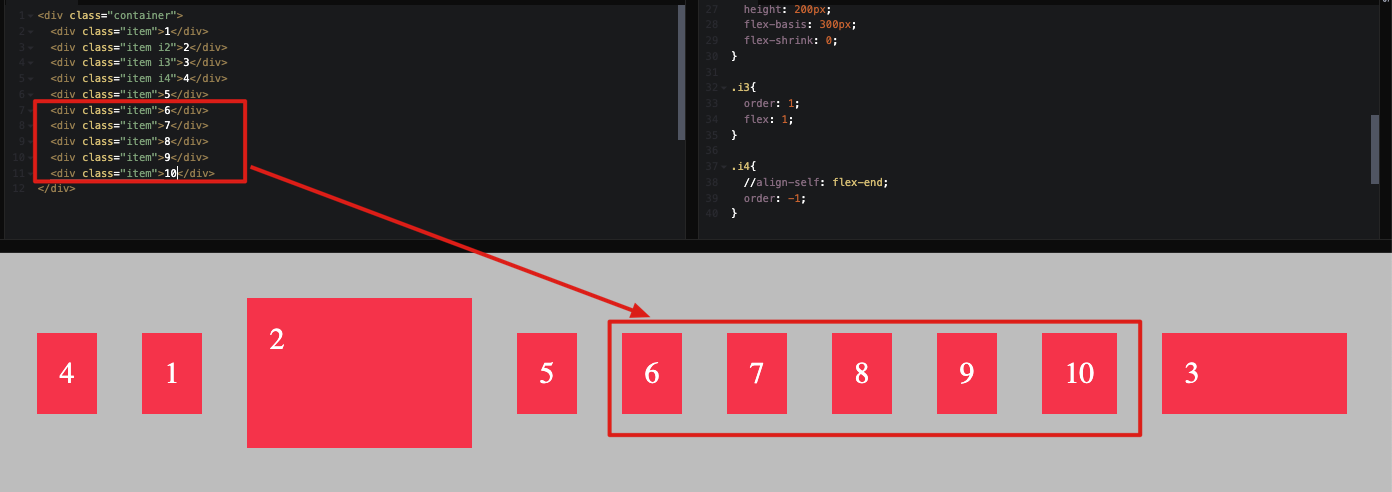 1 <div class="container">
2 <div class="item">1</div>
3 <div class="item i2">2</div>
4 <div class="item i3">3</div>
5 <div class="item i4">4</div>
6 <div class="item">5</div>
7 <div class="item">6</div>
8 <div class="item">7</div>
9 <div class="item">8</div>
10 <div class="item">9</div>
11 <div class="item">10</div>
12 </div>
27 height: 200px;
28 flex-basis: 300px;
29 flex-shrink: 0;
30 }
31
32 .i3{
33 order: 1;
34 flex: 1;
35 }
36
37 .i4{
38 //align-self: flex-end;
39 order: -1;
40 }
4 1 2 5 6 7 8 9 10 3